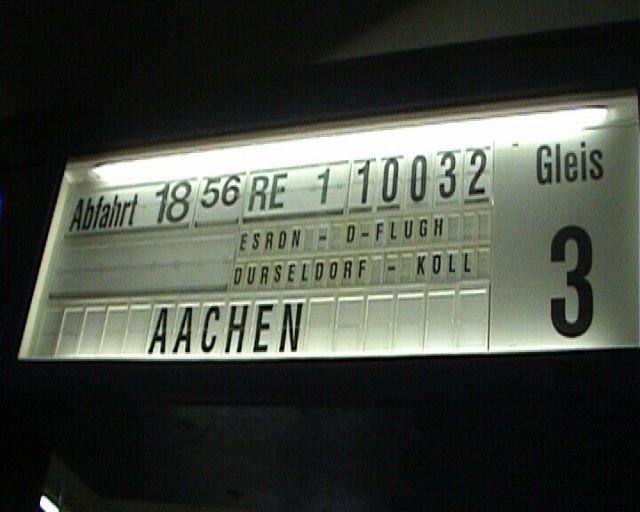 Abfahrt 18 56 RE 1 10032
Gleis
3
ESRDN - D-FLUGH
DURSELDORF - KOLL
AACHEN